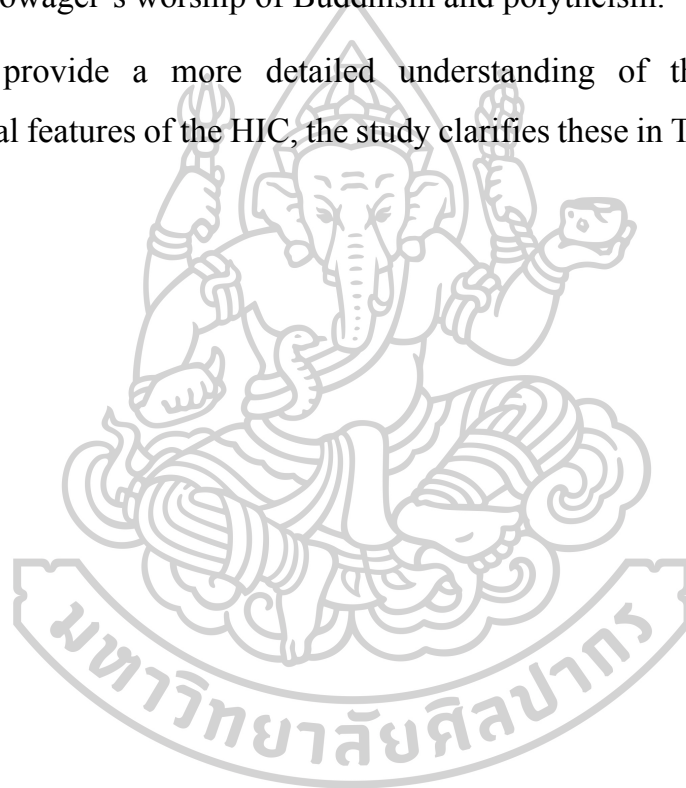 owager's worship of Buddhism and polytheism.
provide a more detailed understanding of th
al features of the HIC, the study clarifies these in T
มหาวิทยาลัยศิลปากร